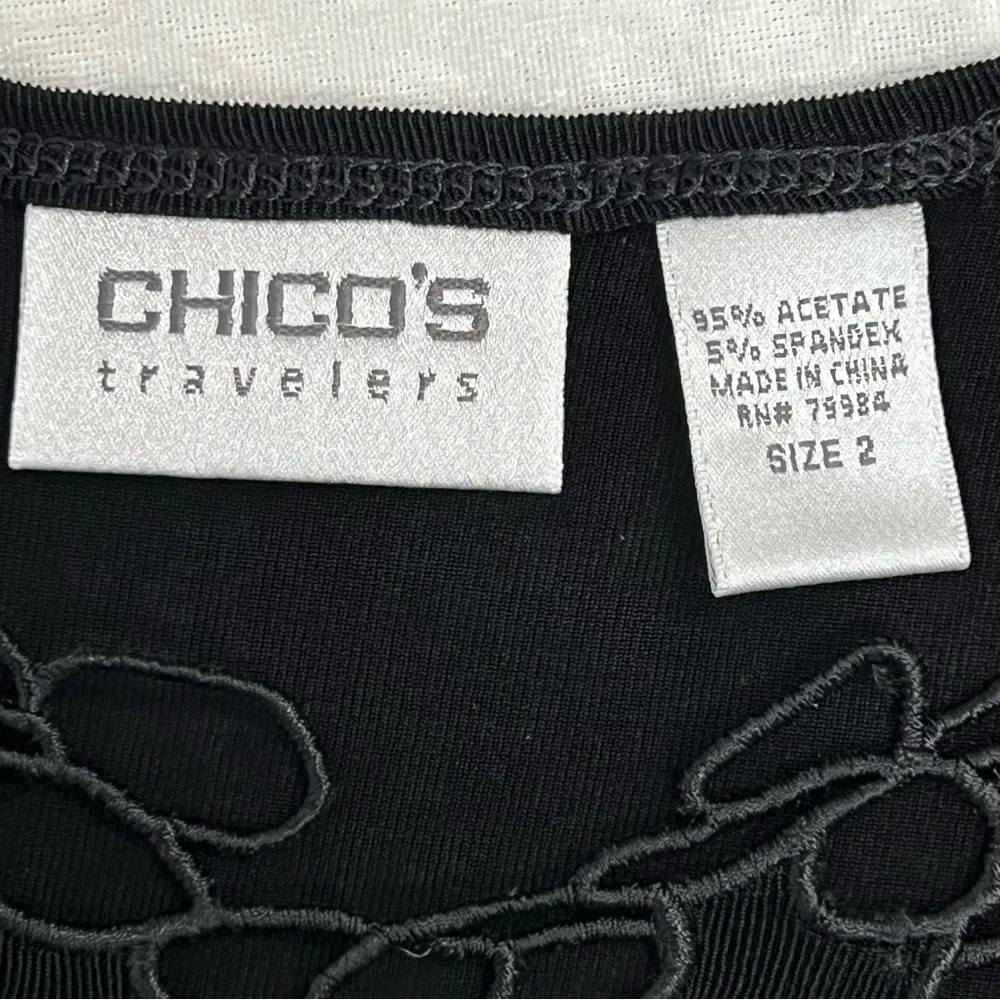 CHICO'S
travelers
95% ACETATE
5% SPANDEX
MADE IN CHINA
RN# 79984
SIZE 2